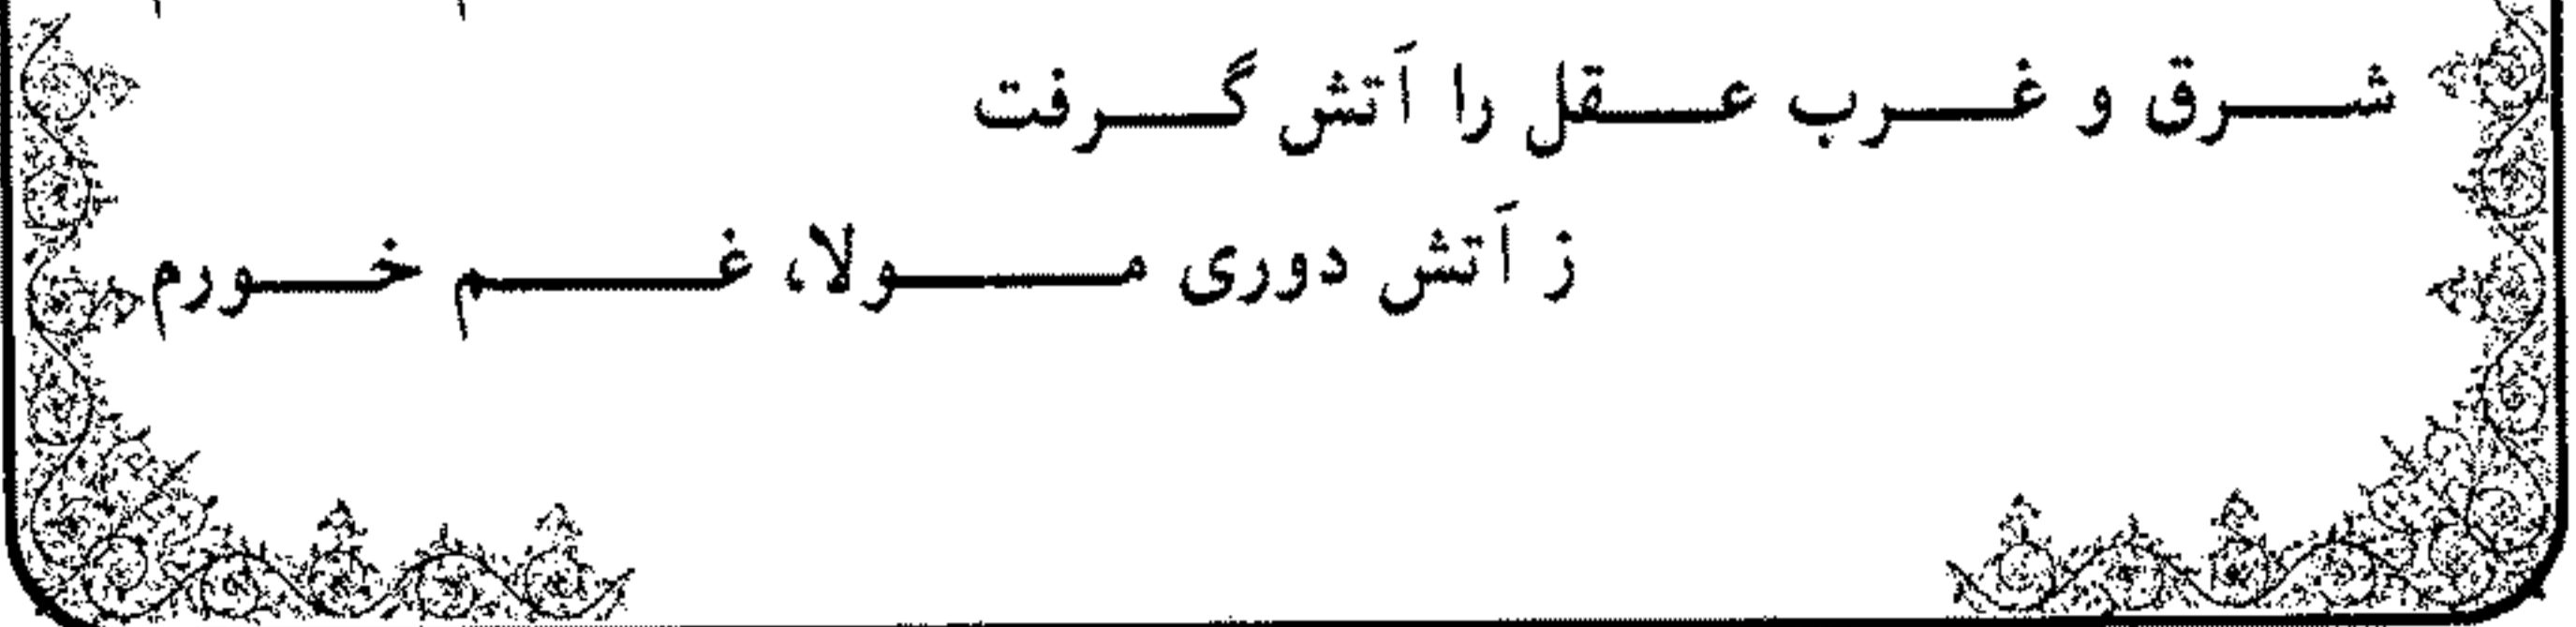 شرق و غرب عقل را آتش گرفت
ز آتش دوری مولا، غم خورم